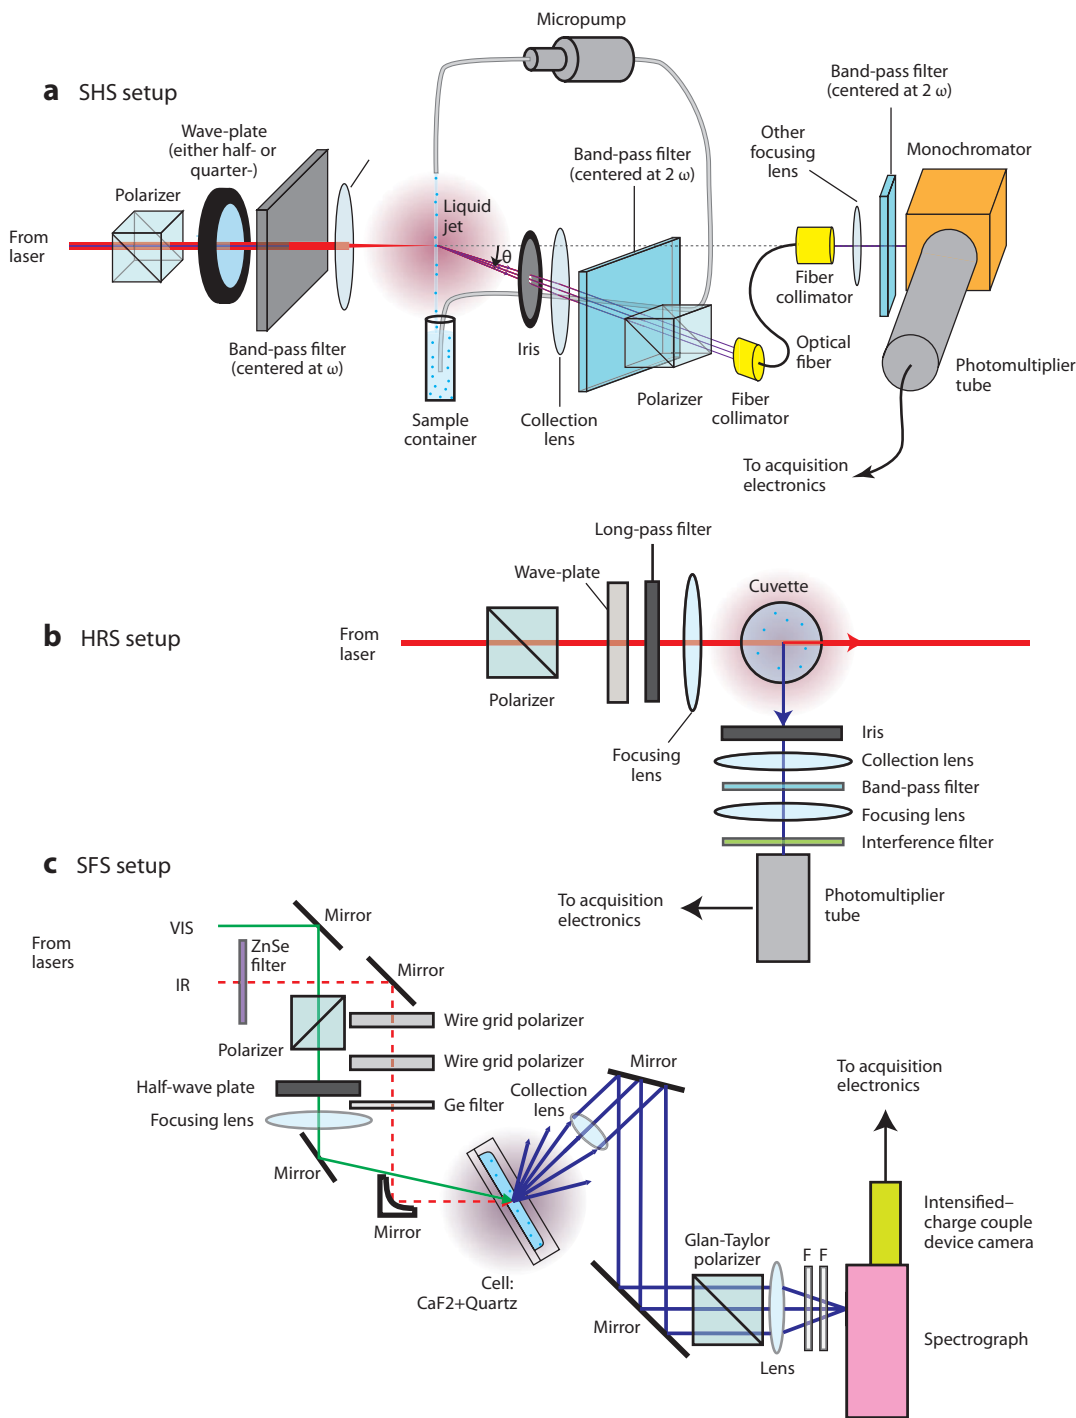 a SHS setup
Micropump
Wave-plate
(either half- or
quarter-)
Polarizer
From
laser
Band-pass filter
(centered at ω)
Liquid
jet
θ
Iris
Sample
container
Collection
lens
Band-pass filter
(centered at 2 ω)
Polarizer
Fiber
collimator
Optical
fiber
Fiber
collimator
Other
focusing
lens
Band-pass filter
(centered at 2 ω)
Monochromator
Photomultiplier
tube
To acquisition
electronics
b HRS setup
From
laser
Polarizer
Wave-plate
Long-pass filter
Focusing
lens
Cuvette
Iris
Collection lens
Band-pass filter
Focusing lens
Interference filter
Photomultiplier
tube
To acquisition
electronics
c SFS setup
From
lasers
VIS
IR
ZnSe
filter
Mirror
Mirror
Polarizer
Wire grid polarizer
Wire grid polarizer
Half-wave plate
Ge filter
Focusing lens
Mirror
Mirror
Cell:
CaF2+Quartz
Collection
lens
Mirror
Mirror
Glan-Taylor
polarizer
Lens
F F
To acquisition
electronics
Intensified–
charge couple
device camera
Spectrograph